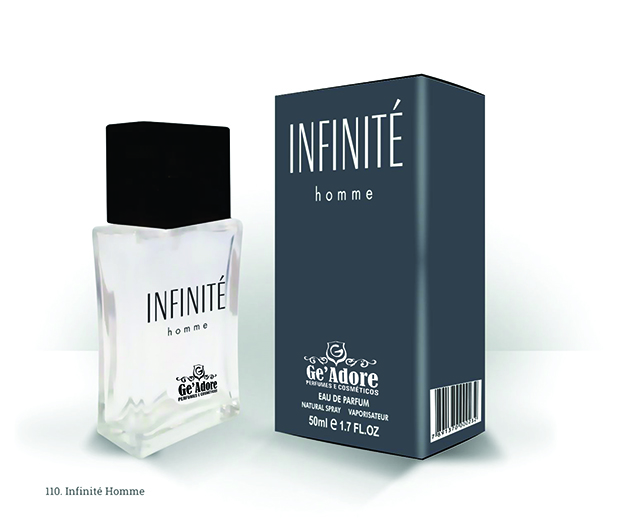 INFINITÉ
homme
G
Ge'Adore
PERFUMES E COSMÉTICOS
INFINITÉ
homme
G
Ge'Adore
PERFUMES E COSMÉTICOS
EAU DE PARFUM
NATURAL SPRAY VAPORISATEUR
50ml e 1.7 FL.OZ
110. Infinité Homme